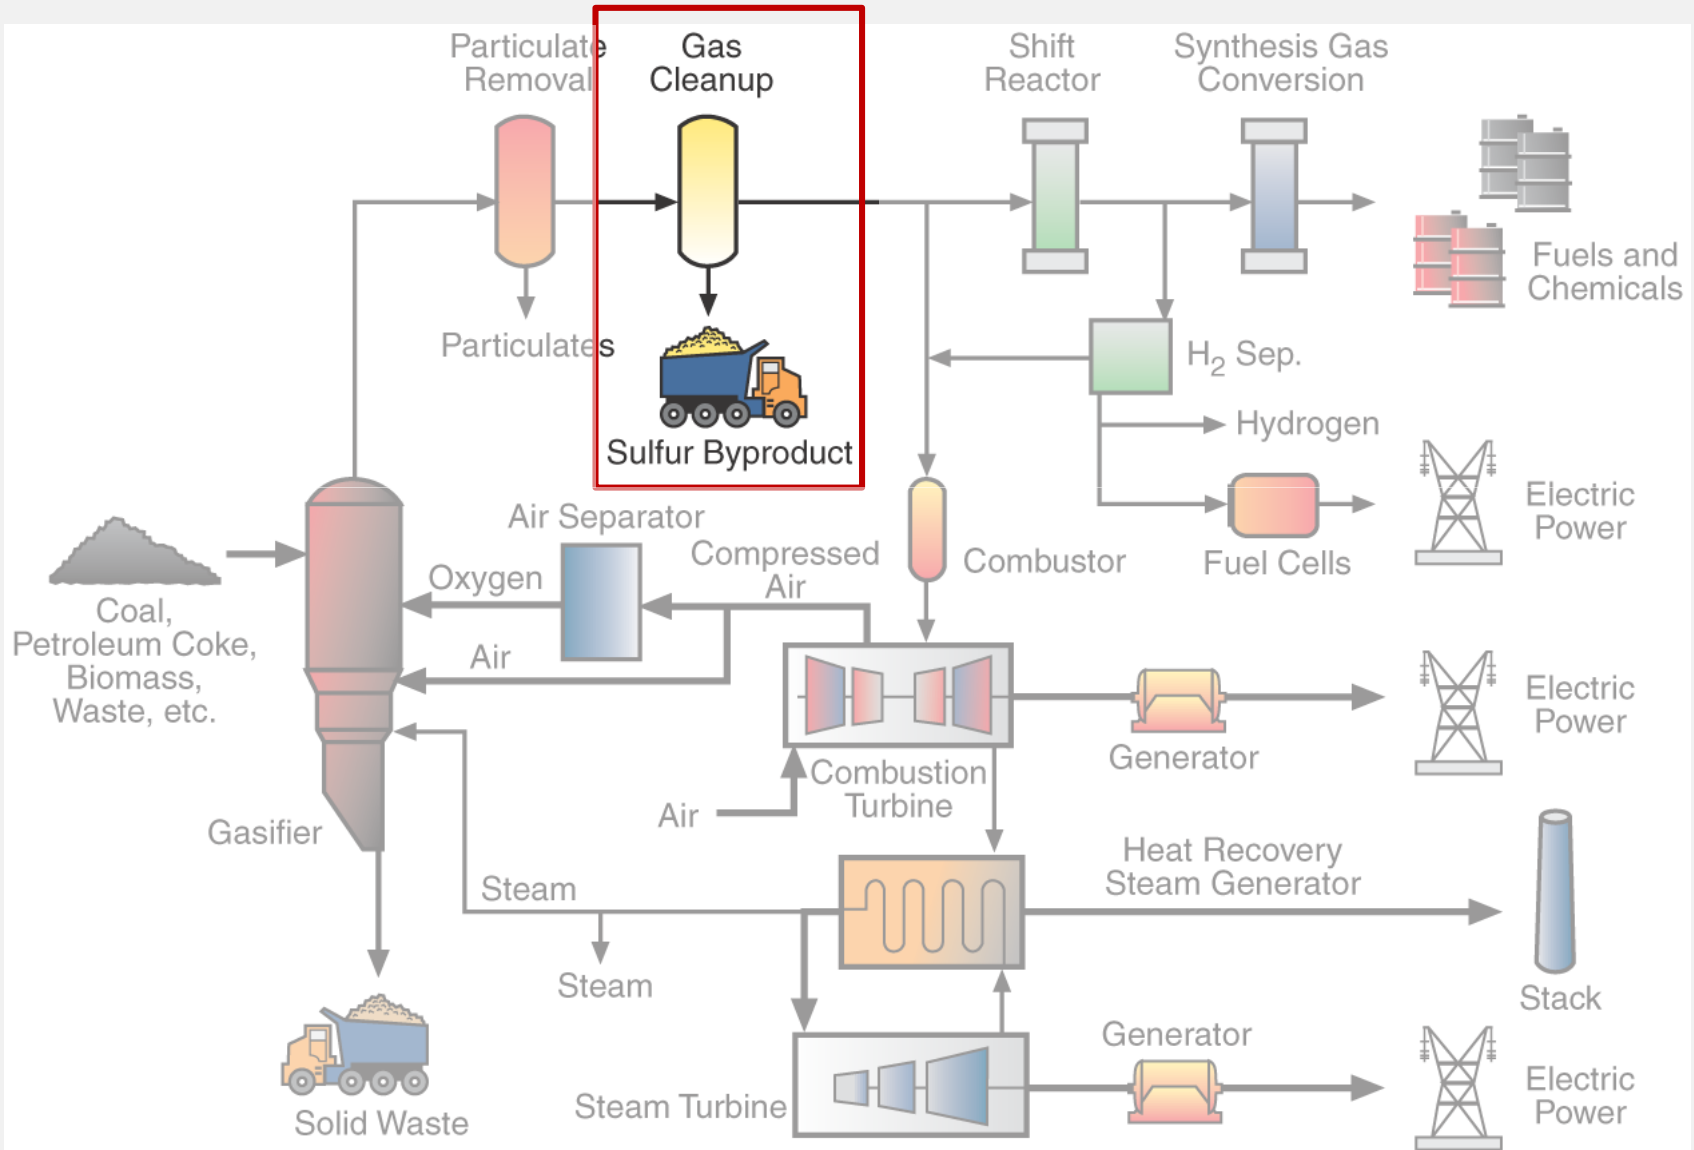 Particulate
Removal
Gas
Cleanup
Shift
Reactor
Synthesis Gas
Conversion
Fuels and
Chemicals
Particulates
Sulfur Byproduct
H2 Sep.
Hydrogen
Fuel Cells
Electric
Power
Air Separator
Compressed
Air
Combustor
Oxygen
Air
Coal,
Petroleum Coke,
Biomass,
Waste, etc.
Gasifier
Combustion
Turbine
Air
Generator
Electric
Power
Heat Recovery
Steam Generator
Stack
Steam
Steam
Solid Waste
Steam Turbine
Generator
Electric
Power